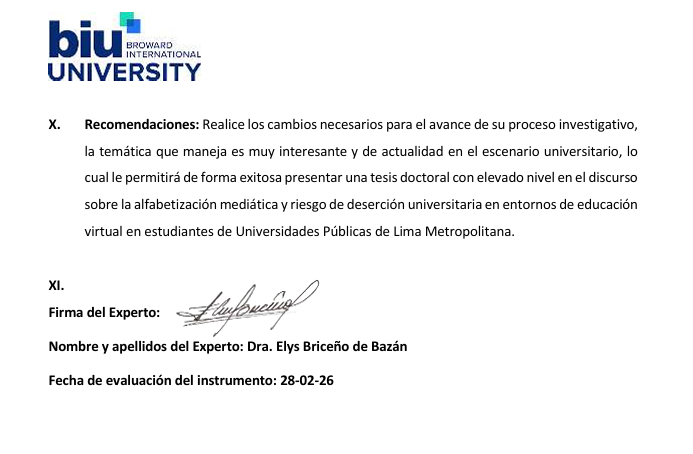 biu
BROWARD
INTERNATIONAL
UNIVERSITY
X. Recomendaciones: Realice los cambios necesarios para el avance de su proceso investigativo,
la temática que maneja es muy interesante y de actualidad en el escenario universitario, lo
cual le permitirá de forma exitosa presentar una tesis doctoral con elevado nivel en el discurso
sobre la alfabetización mediática y riesgo de deserción universitaria en entornos de educación
virtual en estudiantes de Universidades Públicas de Lima Metropolitana.
XI.
Firma del Experto:
Nombre y apellidos del Experto: Dra. Elys Briceño de Bazán
Fecha de evaluación del instrumento: 28-02-26